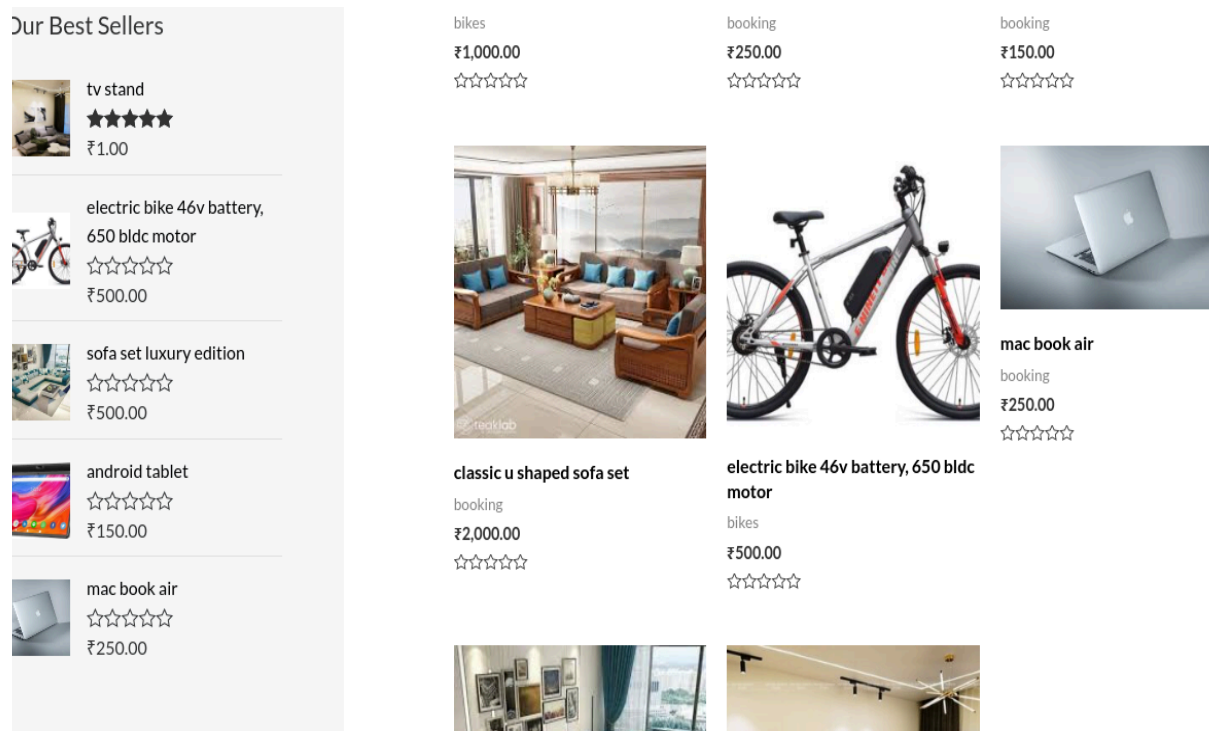 Our Best Sellers
tv stand
₹1.00
electric bike 46v battery,
650 bldc motor
₹500.00
sofa set luxury edition
₹500.00
android tablet
₹150.00
mac book air
₹250.00
bikes
₹1,000.00
booking
₹250.00
booking
₹150.00
teaklab
classic u shaped sofa set
booking
₹2,000.00
electric bike 46v battery, 650 bldc
motor
bikes
₹500.00
mac book air
booking
₹250.00